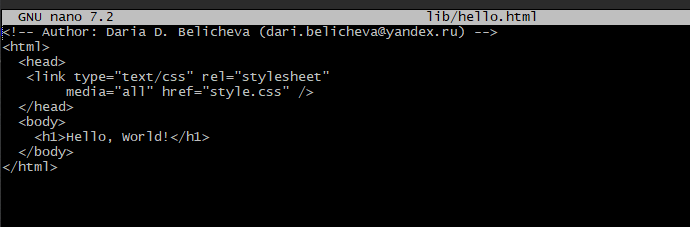 GNU nano 7.2 lib/hello.html
<!-- Author: Daria D. Belicheva (dari.belicheva@yandex.ru) -->
<html>
  <head>
   <link type="text/css" rel="stylesheet"
        media="all" href="style.css" />
  </head>
  <body>
    <h1>Hello, World!</h1>
  </body>
</html>